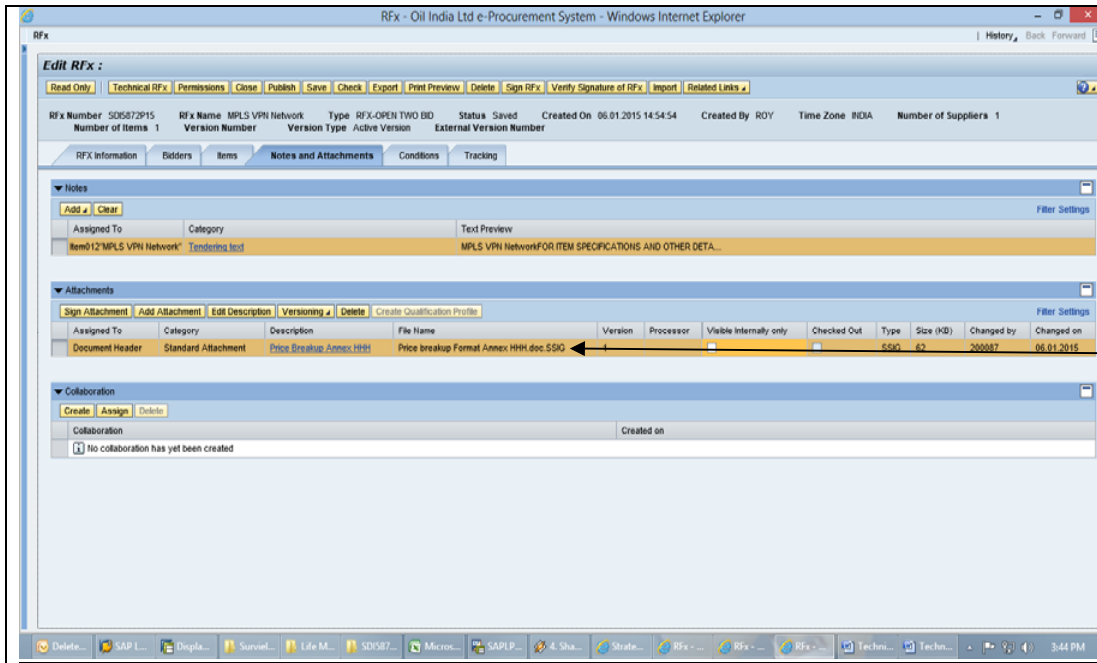 RFx - Oil India Ltd e-Procurement System - Windows Internet Explorer
RFx | History Back Forward
Edit RFx :
Read Only Technical RFx Permissions Close Publish Save Check Export Print Preview Delete Sign RFx Verify Signature of RFx Import Related Links
RFx Number SDI5872P15 RFx Name MPLS VPN Network Type RFX-OPEN TWO BID Status Saved Created On 06.01.2015 14:54:54 Created By ROY Time Zone INDIA Number of Suppliers 1
Number of Items 1 Version Number Version Type Active Version External Version Number
RFX Information Bidders Items Notes and Attachments Conditions Tracking
Notes
Add Clear Filter Settings
Assigned To Category Text Preview
Item012"MPLS VPN Network" Tendering text MPLS VPN NetworkFOR ITEM SPECIFICATIONS AND OTHER DETA...
Attachments
Sign Attachment Add Attachment Edit Description Versioning Delete Create Qualification Profile Filter Settings
Assigned To Category Description File Name Version Processor Visible Internally only Checked Out Type Size (KB) Changed by Changed on
Document Header Standard Attachment Price Breakup Annex HHH Price breakup Format Annex HHH.doc.SSIG 1 SSIG 62 200087 06.01.2015
Collaboration
Create Assign Delete
Collaboration Created on
No collaboration has yet been created
Delete... SAP L... Displa... Surviel... Life M... SDI587... Micros... SAPLP... 4. Sha... Strate... RFx - ... RFx - ... RFx - ... Techni... Techn... 3:44 PM